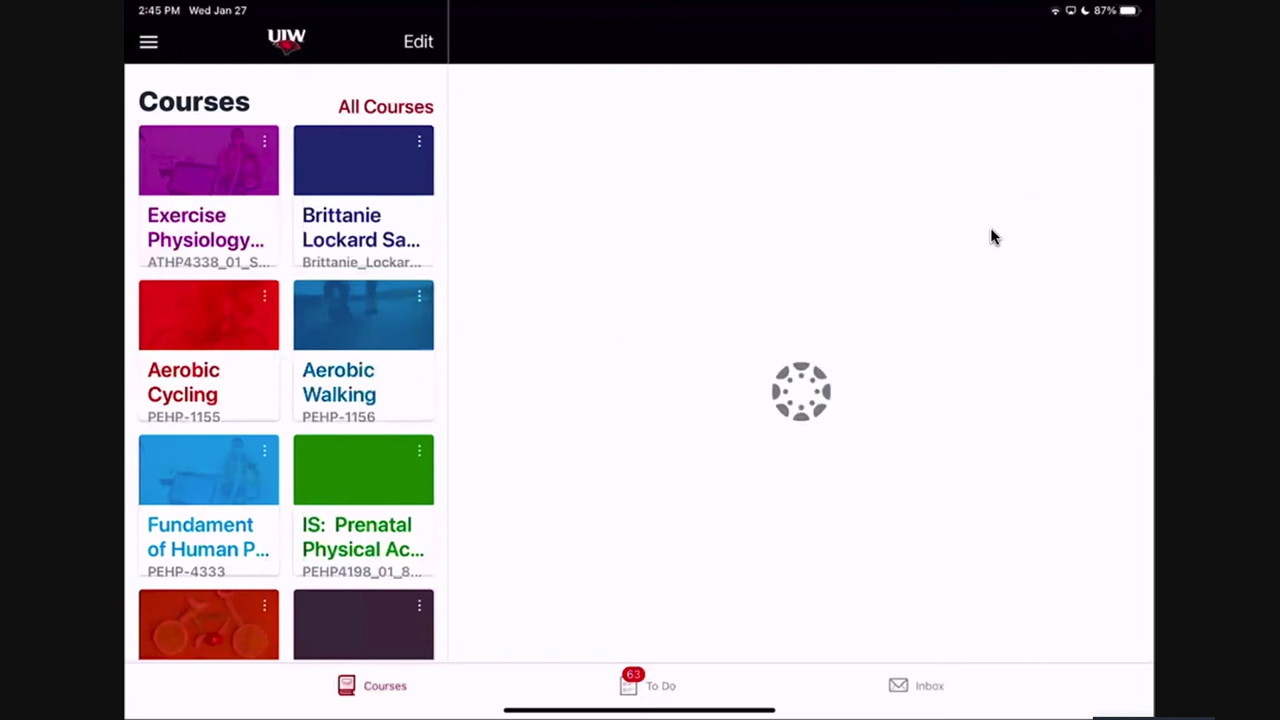 2:45 PM Wed Jan 27
87%
UIW
Edit
Courses
All Courses
Exercise
Physiology...
ATHP4338_01_S...
Brittanie
Lockard Sa...
Brittanie_Lockar...
Aerobic
Cycling
PEHP-1155
Aerobic
Walking
PEHP-1156
Fundament
of Human P...
PEHP-4333
IS: Prenatal
Physical Ac...
PEHP4198_01_8...
Courses
63
To Do
Inbox